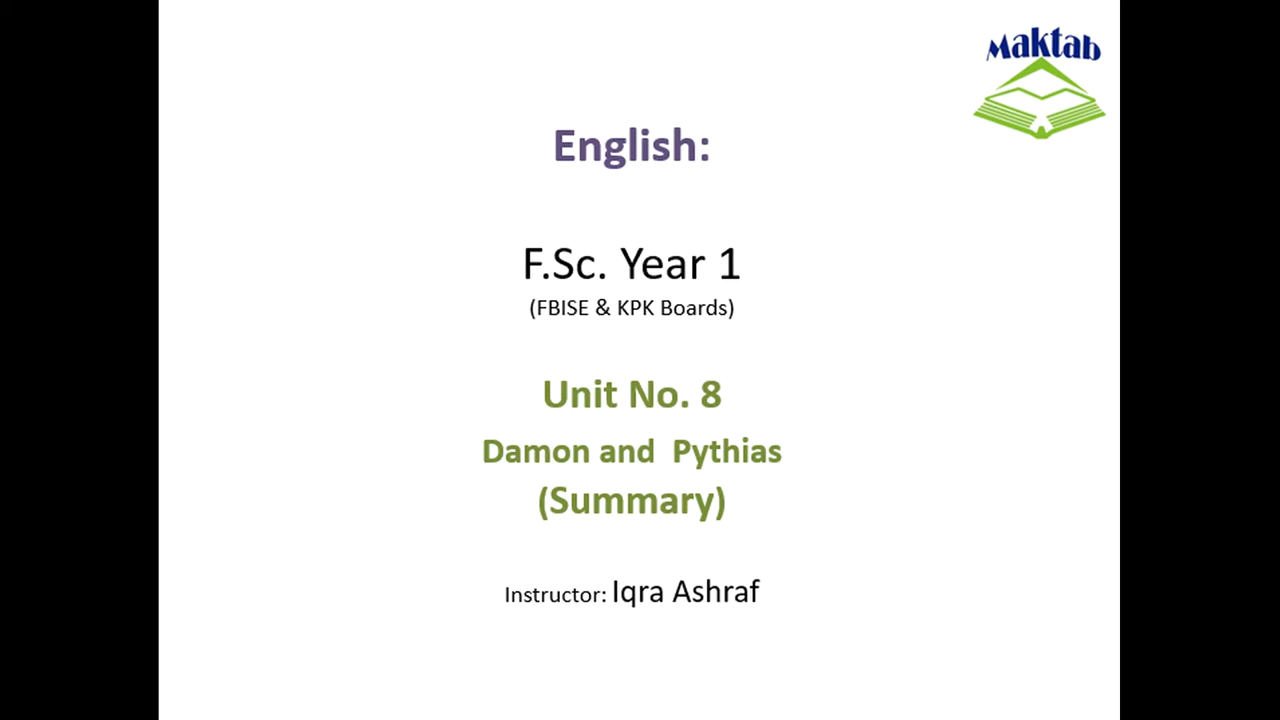 Maktab
English:
F.Sc. Year 1
(FBISE & KPK Boards)
Unit No. 8
Damon and  Pythias
(Summary)
Instructor: Iqra Ashraf